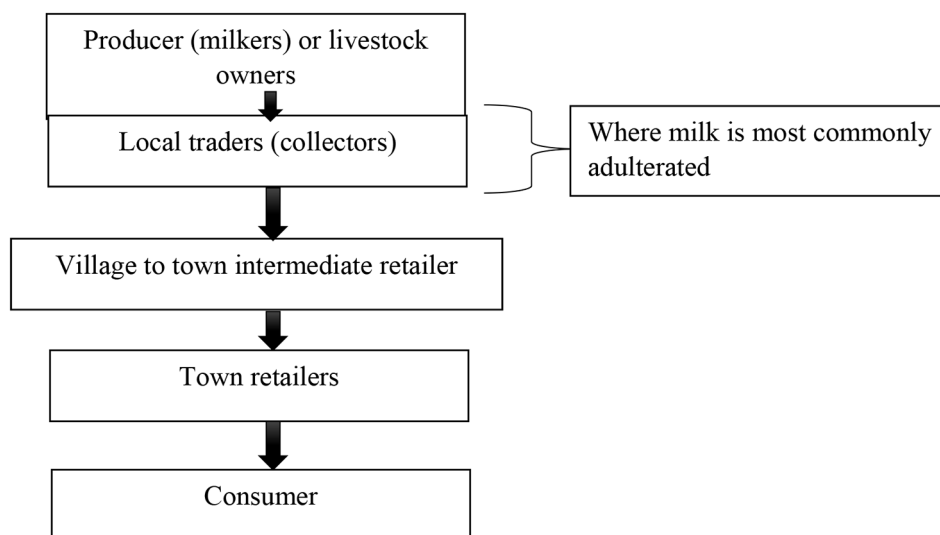 Producer (milkers) or livestock
owners
Local traders (collectors)
Where milk is most commonly
adulterated
Village to town intermediate retailer
Town retailers
Consumer